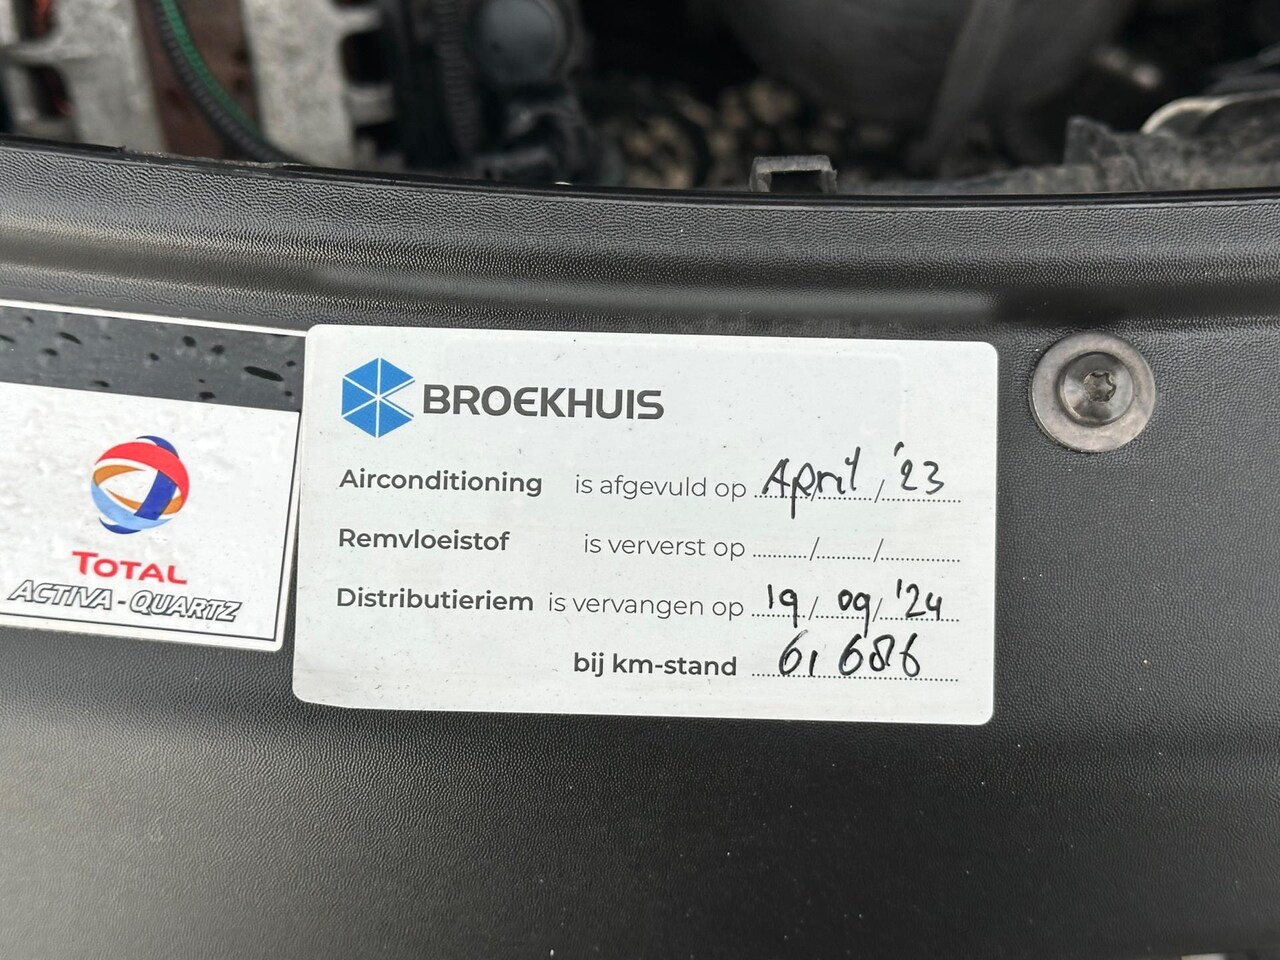 BROEKHUIS
Airconditioning is afgevuld op April / '23
Remvloeistof is ververst op ........./........./............
Distributieriem is vervangen op 19 / 09 / '24
bij km-stand 61 686
TOTAL
ACTIVA-QUARTZ